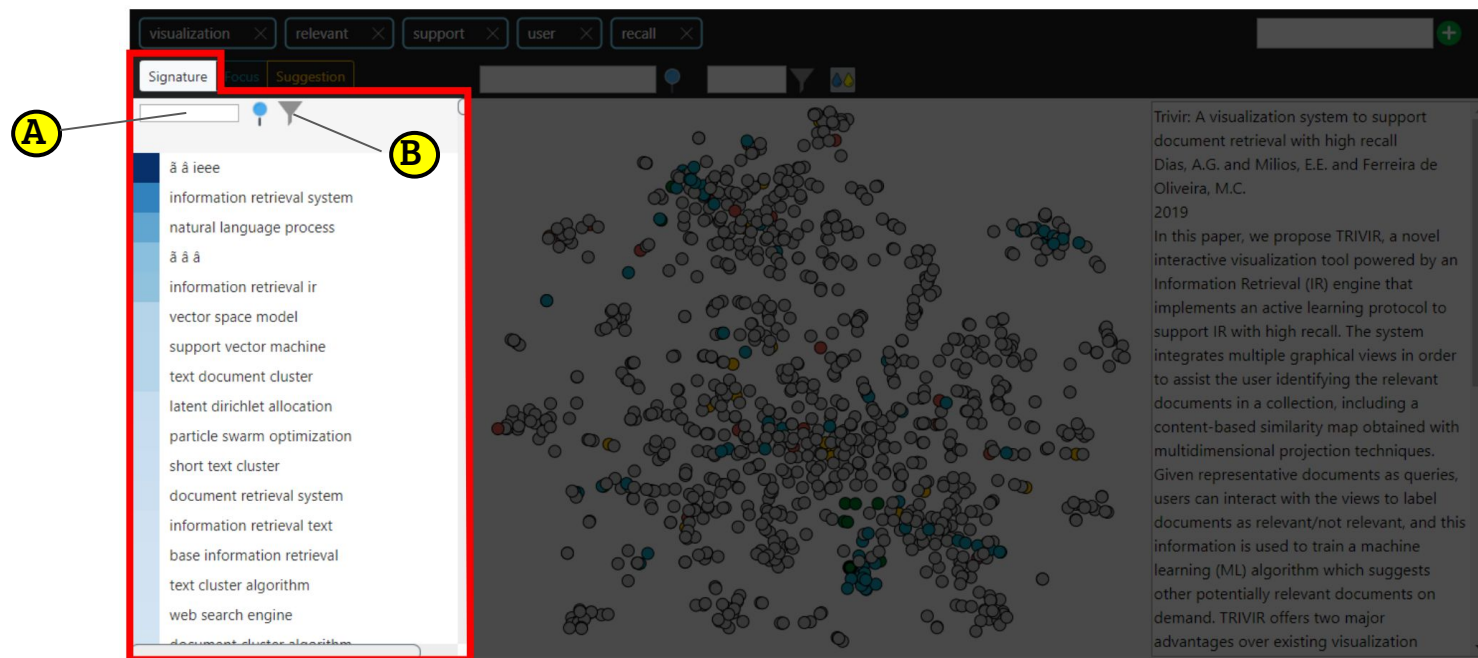 visualization
relevant
support
user
recall
Signature
Focus
Suggestion
A
B
ã â ieee
information retrieval system
natural language process
ã â â
information retrieval ir
vector space model
support vector machine
text document cluster
latent dirichlet allocation
particle swarm optimization
short text cluster
document retrieval system
information retrieval text
base information retrieval
text cluster algorithm
web search engine
document cluster algorithm
Trivir: A visualization system to support
document retrieval with high recall
Dias, A.G. and Milios, E.E. and Ferreira de
Oliveira, M.C.
2019
In this paper, we propose TRIVIR, a novel
interactive visualization tool powered by an
Information Retrieval (IR) engine that
implements an active learning protocol to
support IR with high recall. The system
integrates multiple graphical views in order
to assist the user identifying the relevant
documents in a collection, including a
content-based similarity map obtained with
multidimensional projection techniques.
Given representative documents as queries,
users can interact with the views to label
documents as relevant/not relevant, and this
information is used to train a machine
learning (ML) algorithm which suggests
other potentially relevant documents on
demand. TRIVIR offers two major
advantages over existing visualization